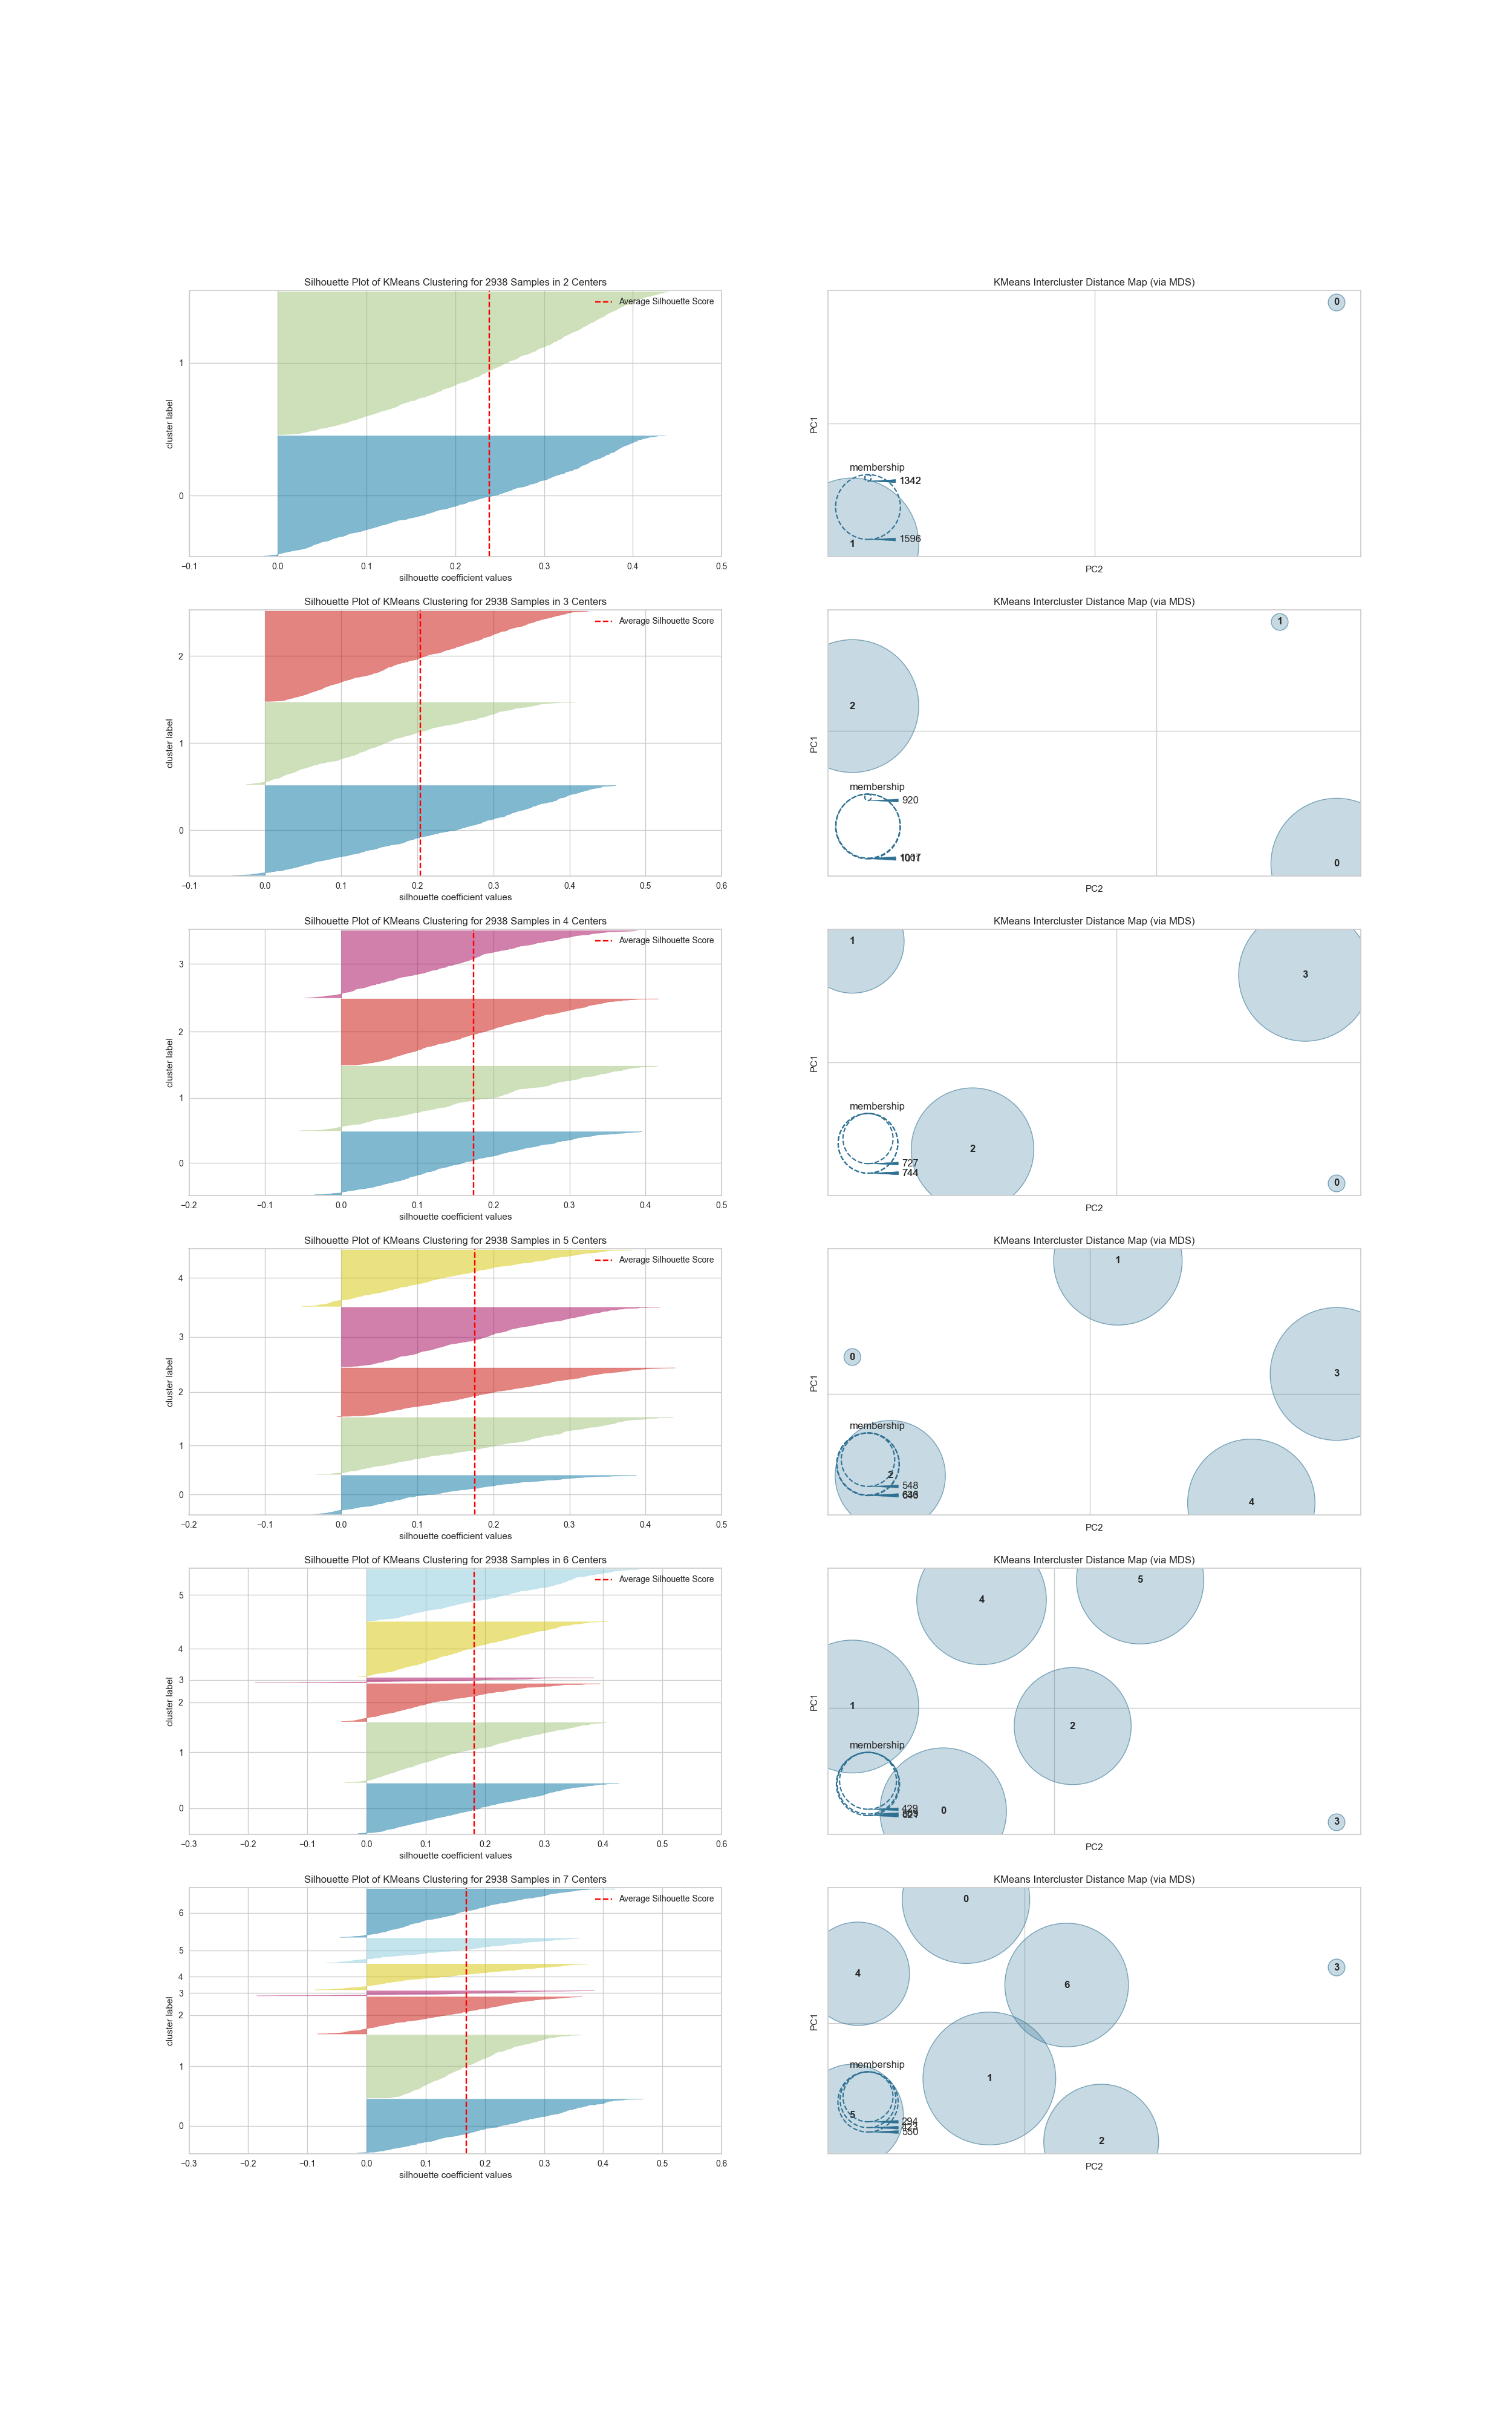 Silhouette Plot of KMeans Clustering for 2938 Samples in 2 Centers
Average Silhouette Score
1
0
cluster label
−0.1 0.0 0.1 0.2 0.3 0.4 0.5
silhouette coefficient values
KMeans Intercluster Distance Map (via MDS)
0
PC1
membership
1342
1596
1
PC2
Silhouette Plot of KMeans Clustering for 2938 Samples in 3 Centers
Average Silhouette Score
2
1
0
cluster label
−0.1 0.0 0.1 0.2 0.3 0.4 0.5 0.6
silhouette coefficient values
KMeans Intercluster Distance Map (via MDS)
1
2
PC1
membership
920
0
PC2
Silhouette Plot of KMeans Clustering for 2938 Samples in 4 Centers
Average Silhouette Score
3
2
1
0
cluster label
−0.2 −0.1 0.0 0.1 0.2 0.3 0.4 0.5
silhouette coefficient values
KMeans Intercluster Distance Map (via MDS)
1
3
PC1
membership
727
744
2
0
PC2
Silhouette Plot of KMeans Clustering for 2938 Samples in 5 Centers
Average Silhouette Score
4
3
2
1
0
cluster label
−0.2 −0.1 0.0 0.1 0.2 0.3 0.4 0.5
silhouette coefficient values
KMeans Intercluster Distance Map (via MDS)
1
0
3
PC1
membership
2
548
4
PC2
Silhouette Plot of KMeans Clustering for 2938 Samples in 6 Centers
Average Silhouette Score
5
4
3
2
1
0
cluster label
−0.3 −0.2 −0.1 0.0 0.1 0.2 0.3 0.4 0.5 0.6
silhouette coefficient values
KMeans Intercluster Distance Map (via MDS)
5
4
1
2
PC1
membership
429
0
3
PC2
Silhouette Plot of KMeans Clustering for 2938 Samples in 7 Centers
Average Silhouette Score
6
5
4
3
2
1
0
cluster label
−0.3 −0.2 −0.1 0.0 0.1 0.2 0.3 0.4 0.5 0.6
silhouette coefficient values
KMeans Intercluster Distance Map (via MDS)
0
3
4
6
PC1
membership
1
5
294
423
550
2
PC2